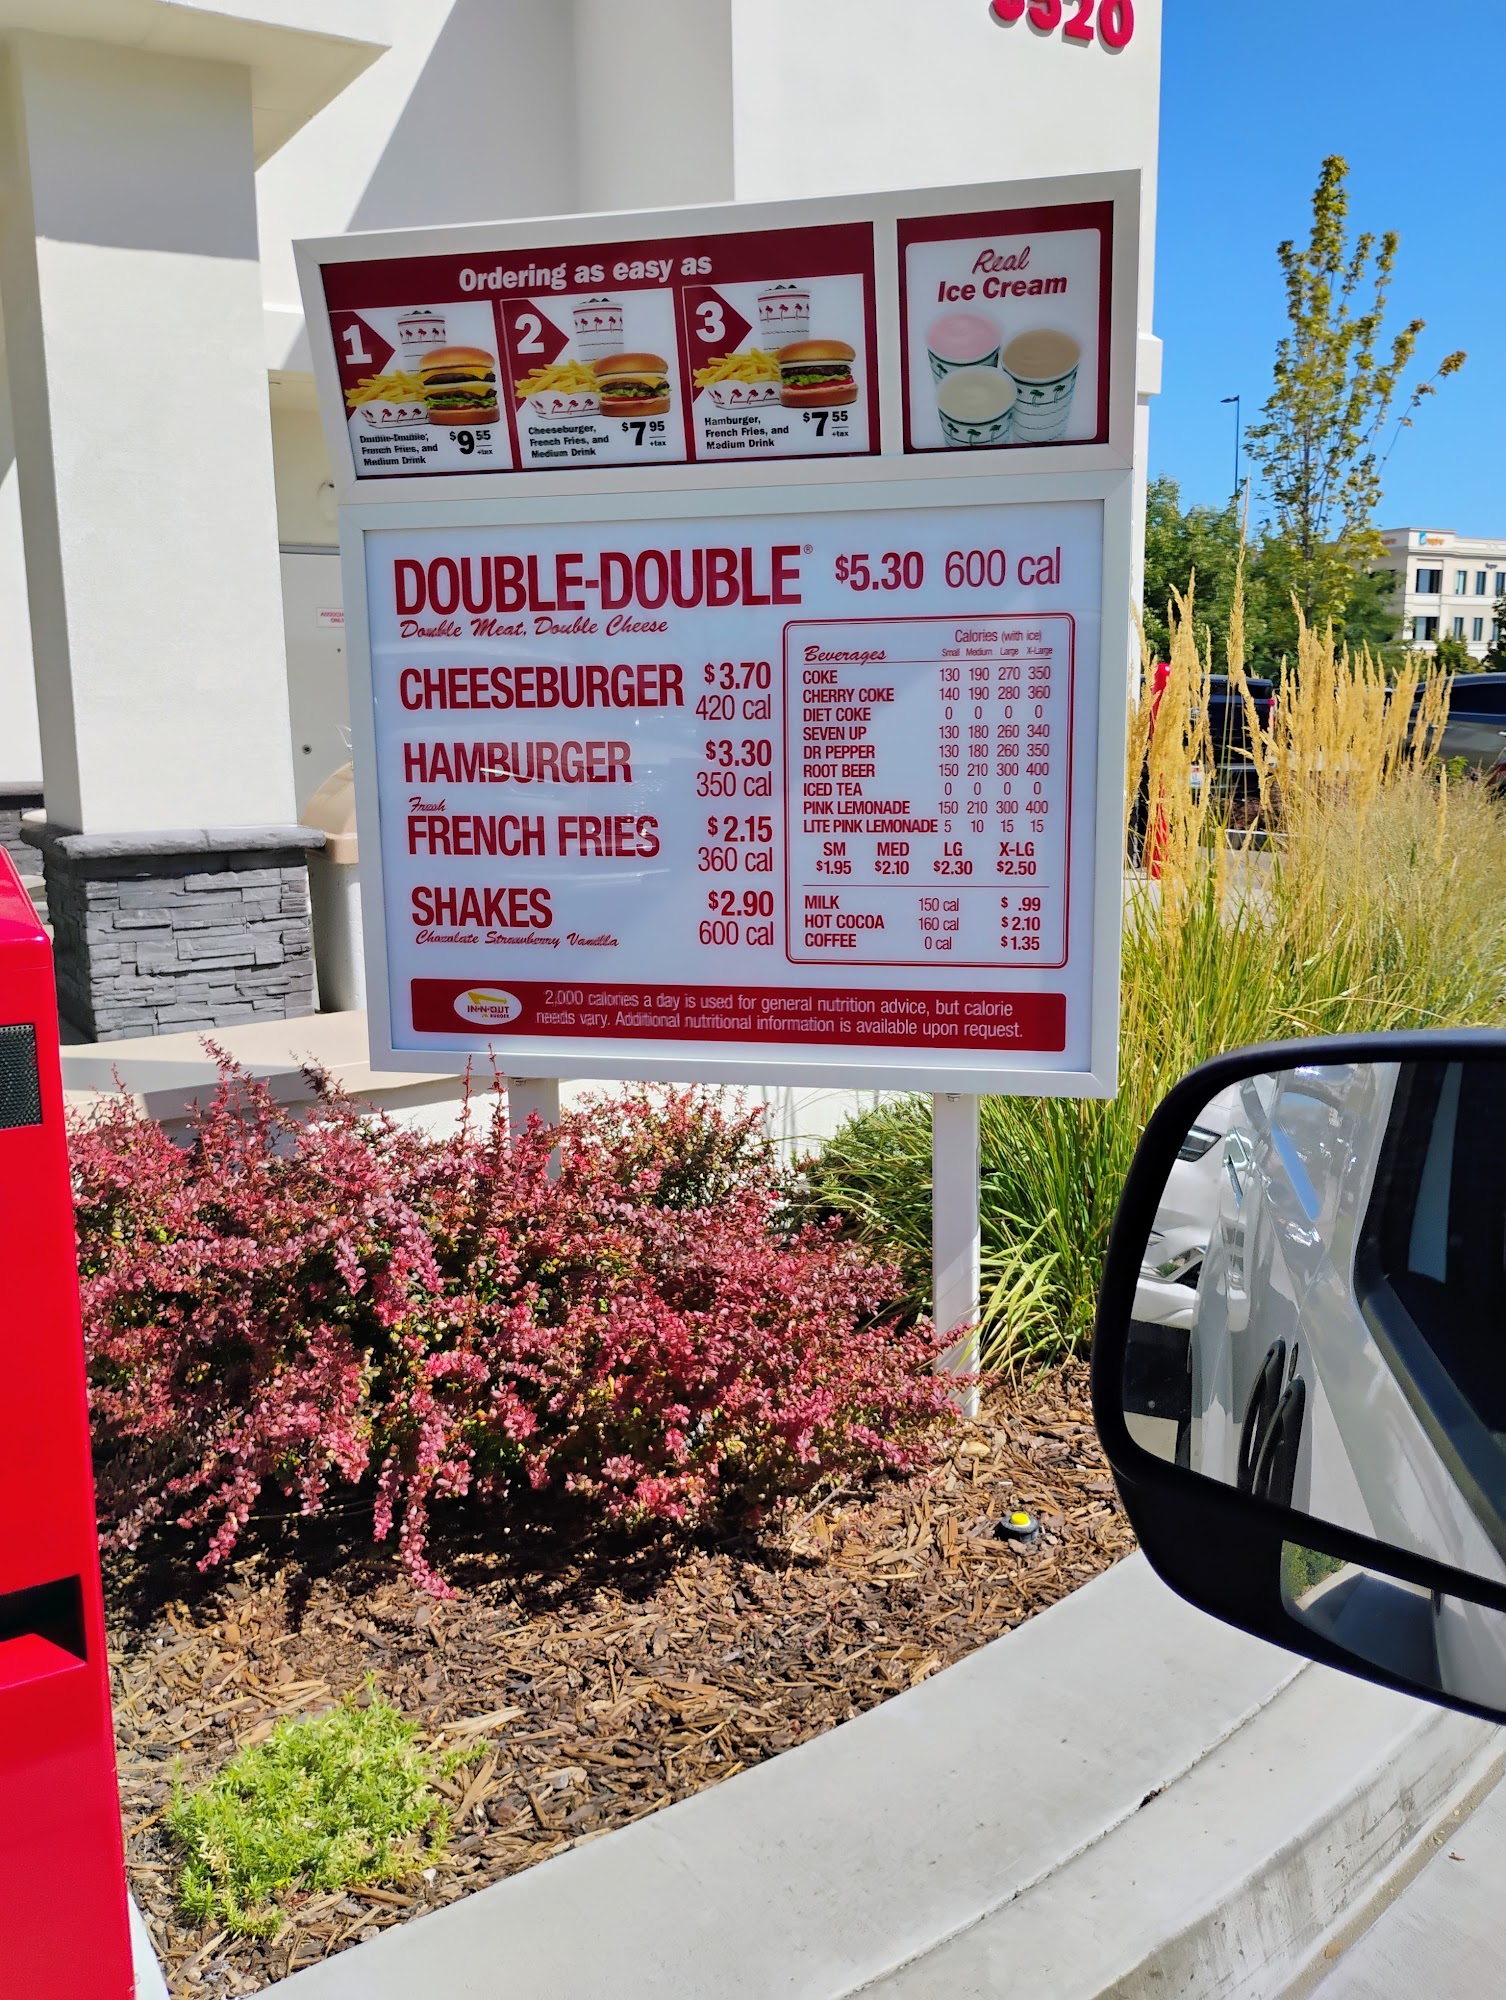 3520
Ordering as easy as
1
Double-Double,
French Fries, and
Medium Drink
$9 55
+tax
2
Cheeseburger,
French Fries, and
Medium Drink
$7 95
+tax
3
Hamburger,
French Fries, and
Medium Drink
$7 55
+tax
Real
Ice Cream
DOUBLE-DOUBLE® $5.30 600 cal
Double Meat, Double Cheese
CHEESEBURGER $3.70
420 cal
HAMBURGER $3.30
350 cal
Fresh
FRENCH FRIES $2.15
360 cal
SHAKES $2.90
Chocolate Strawberry Vanilla 600 cal
Calories (with ice)
Beverages Small Medium Large X-Large
COKE 130 190 270 350
CHERRY COKE 140 190 280 360
DIET COKE 0 0 0 0
SEVEN UP 130 180 260 340
DR PEPPER 130 180 260 350
ROOT BEER 150 210 300 400
ICED TEA 0 0 0 0
PINK LEMONADE 150 210 300 400
LITE PINK LEMONADE 5 10 15 15
SM MED LG X-LG
$1.95 $2.10 $2.30 $2.50
MILK 150 cal $ .99
HOT COCOA 160 cal $2.10
COFFEE 0 cal $1.35
IN-N-OUT
BURGER
2,000 calories a day is used for general nutrition advice, but calorie
needs vary. Additional nutritional information is available upon request.